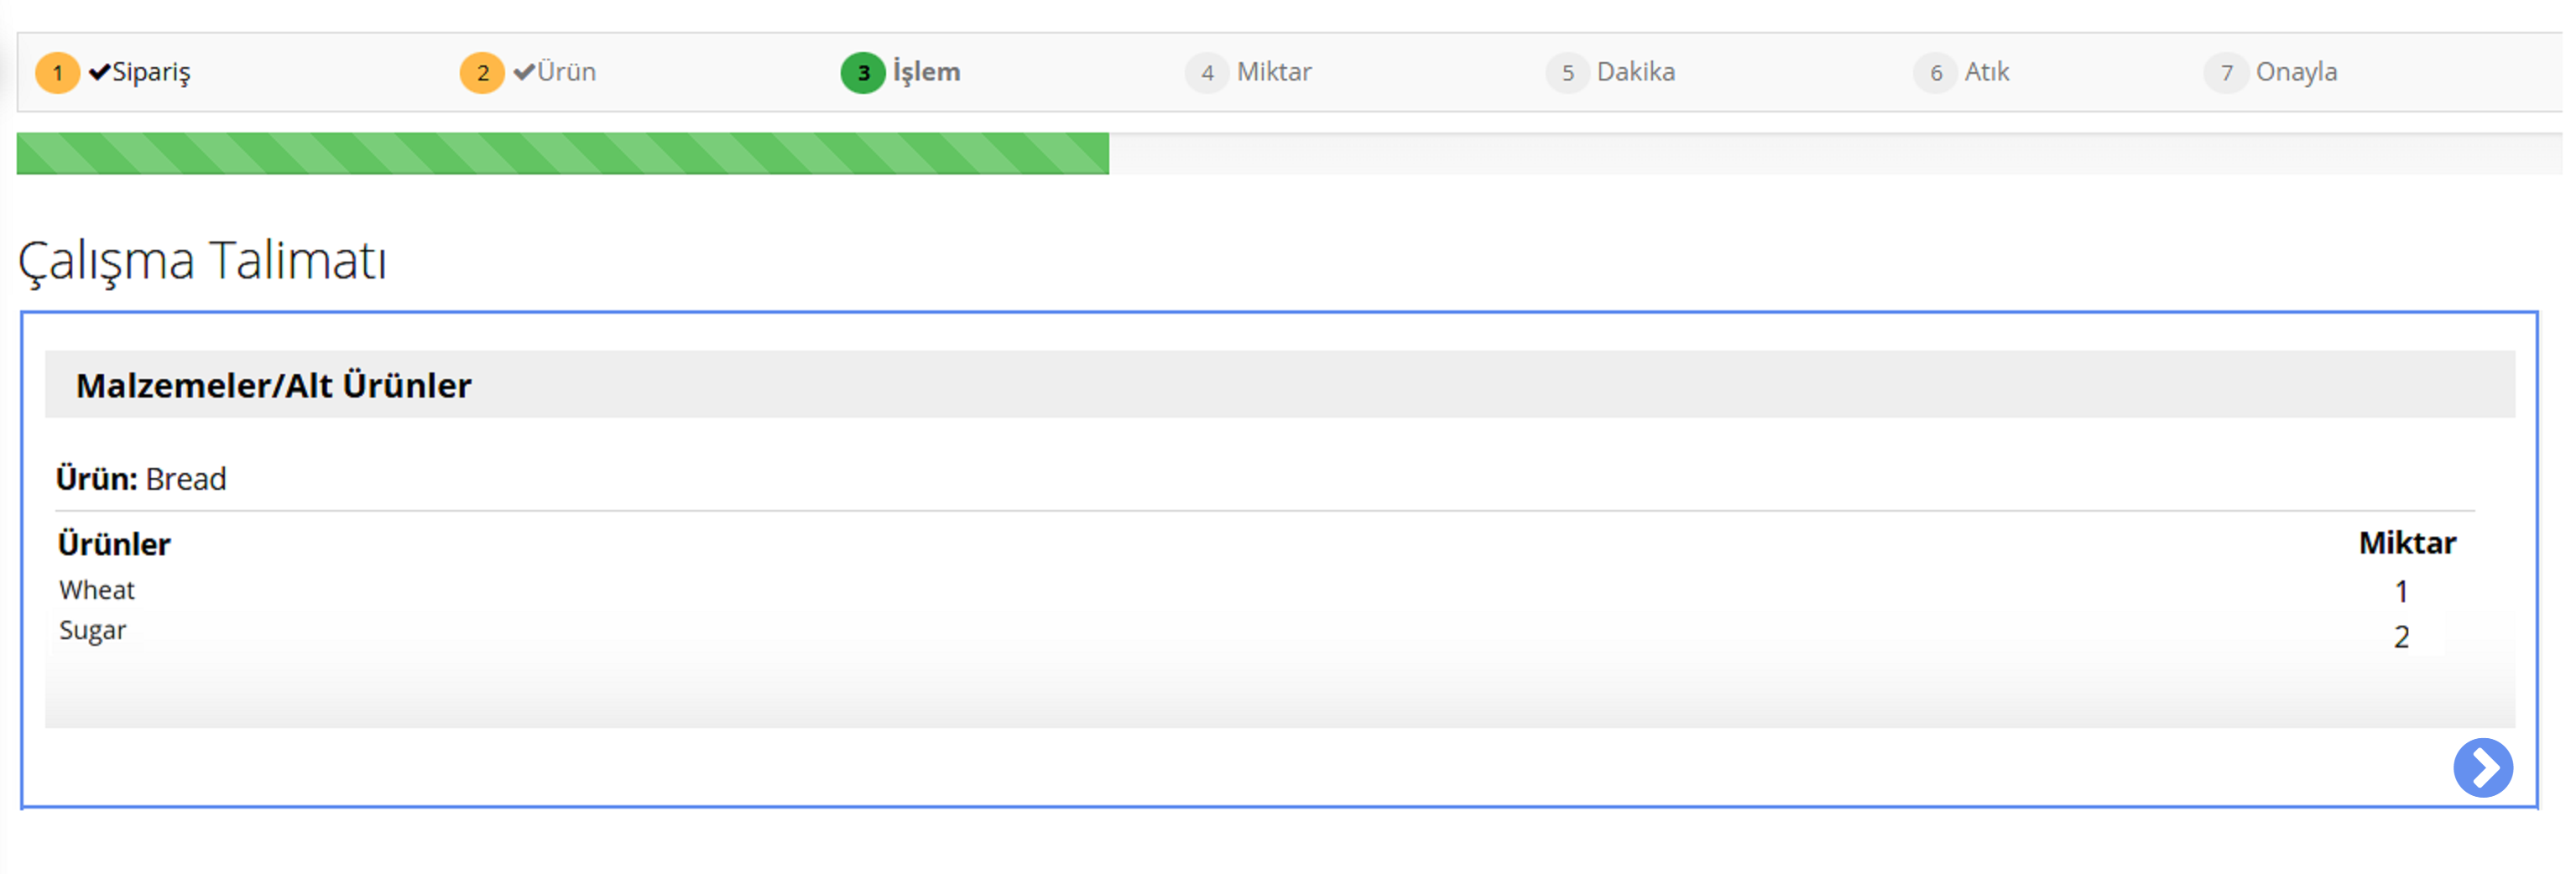 1 Sipariş 2 Ürün 3 İşlem 4 Miktar 5 Dakika 6 Atık 7 Onayla
Çalışma Talimatı
Malzemeler/Alt Ürünler
Ürün: Bread
Ürünler Miktar
Wheat 1
Sugar 2